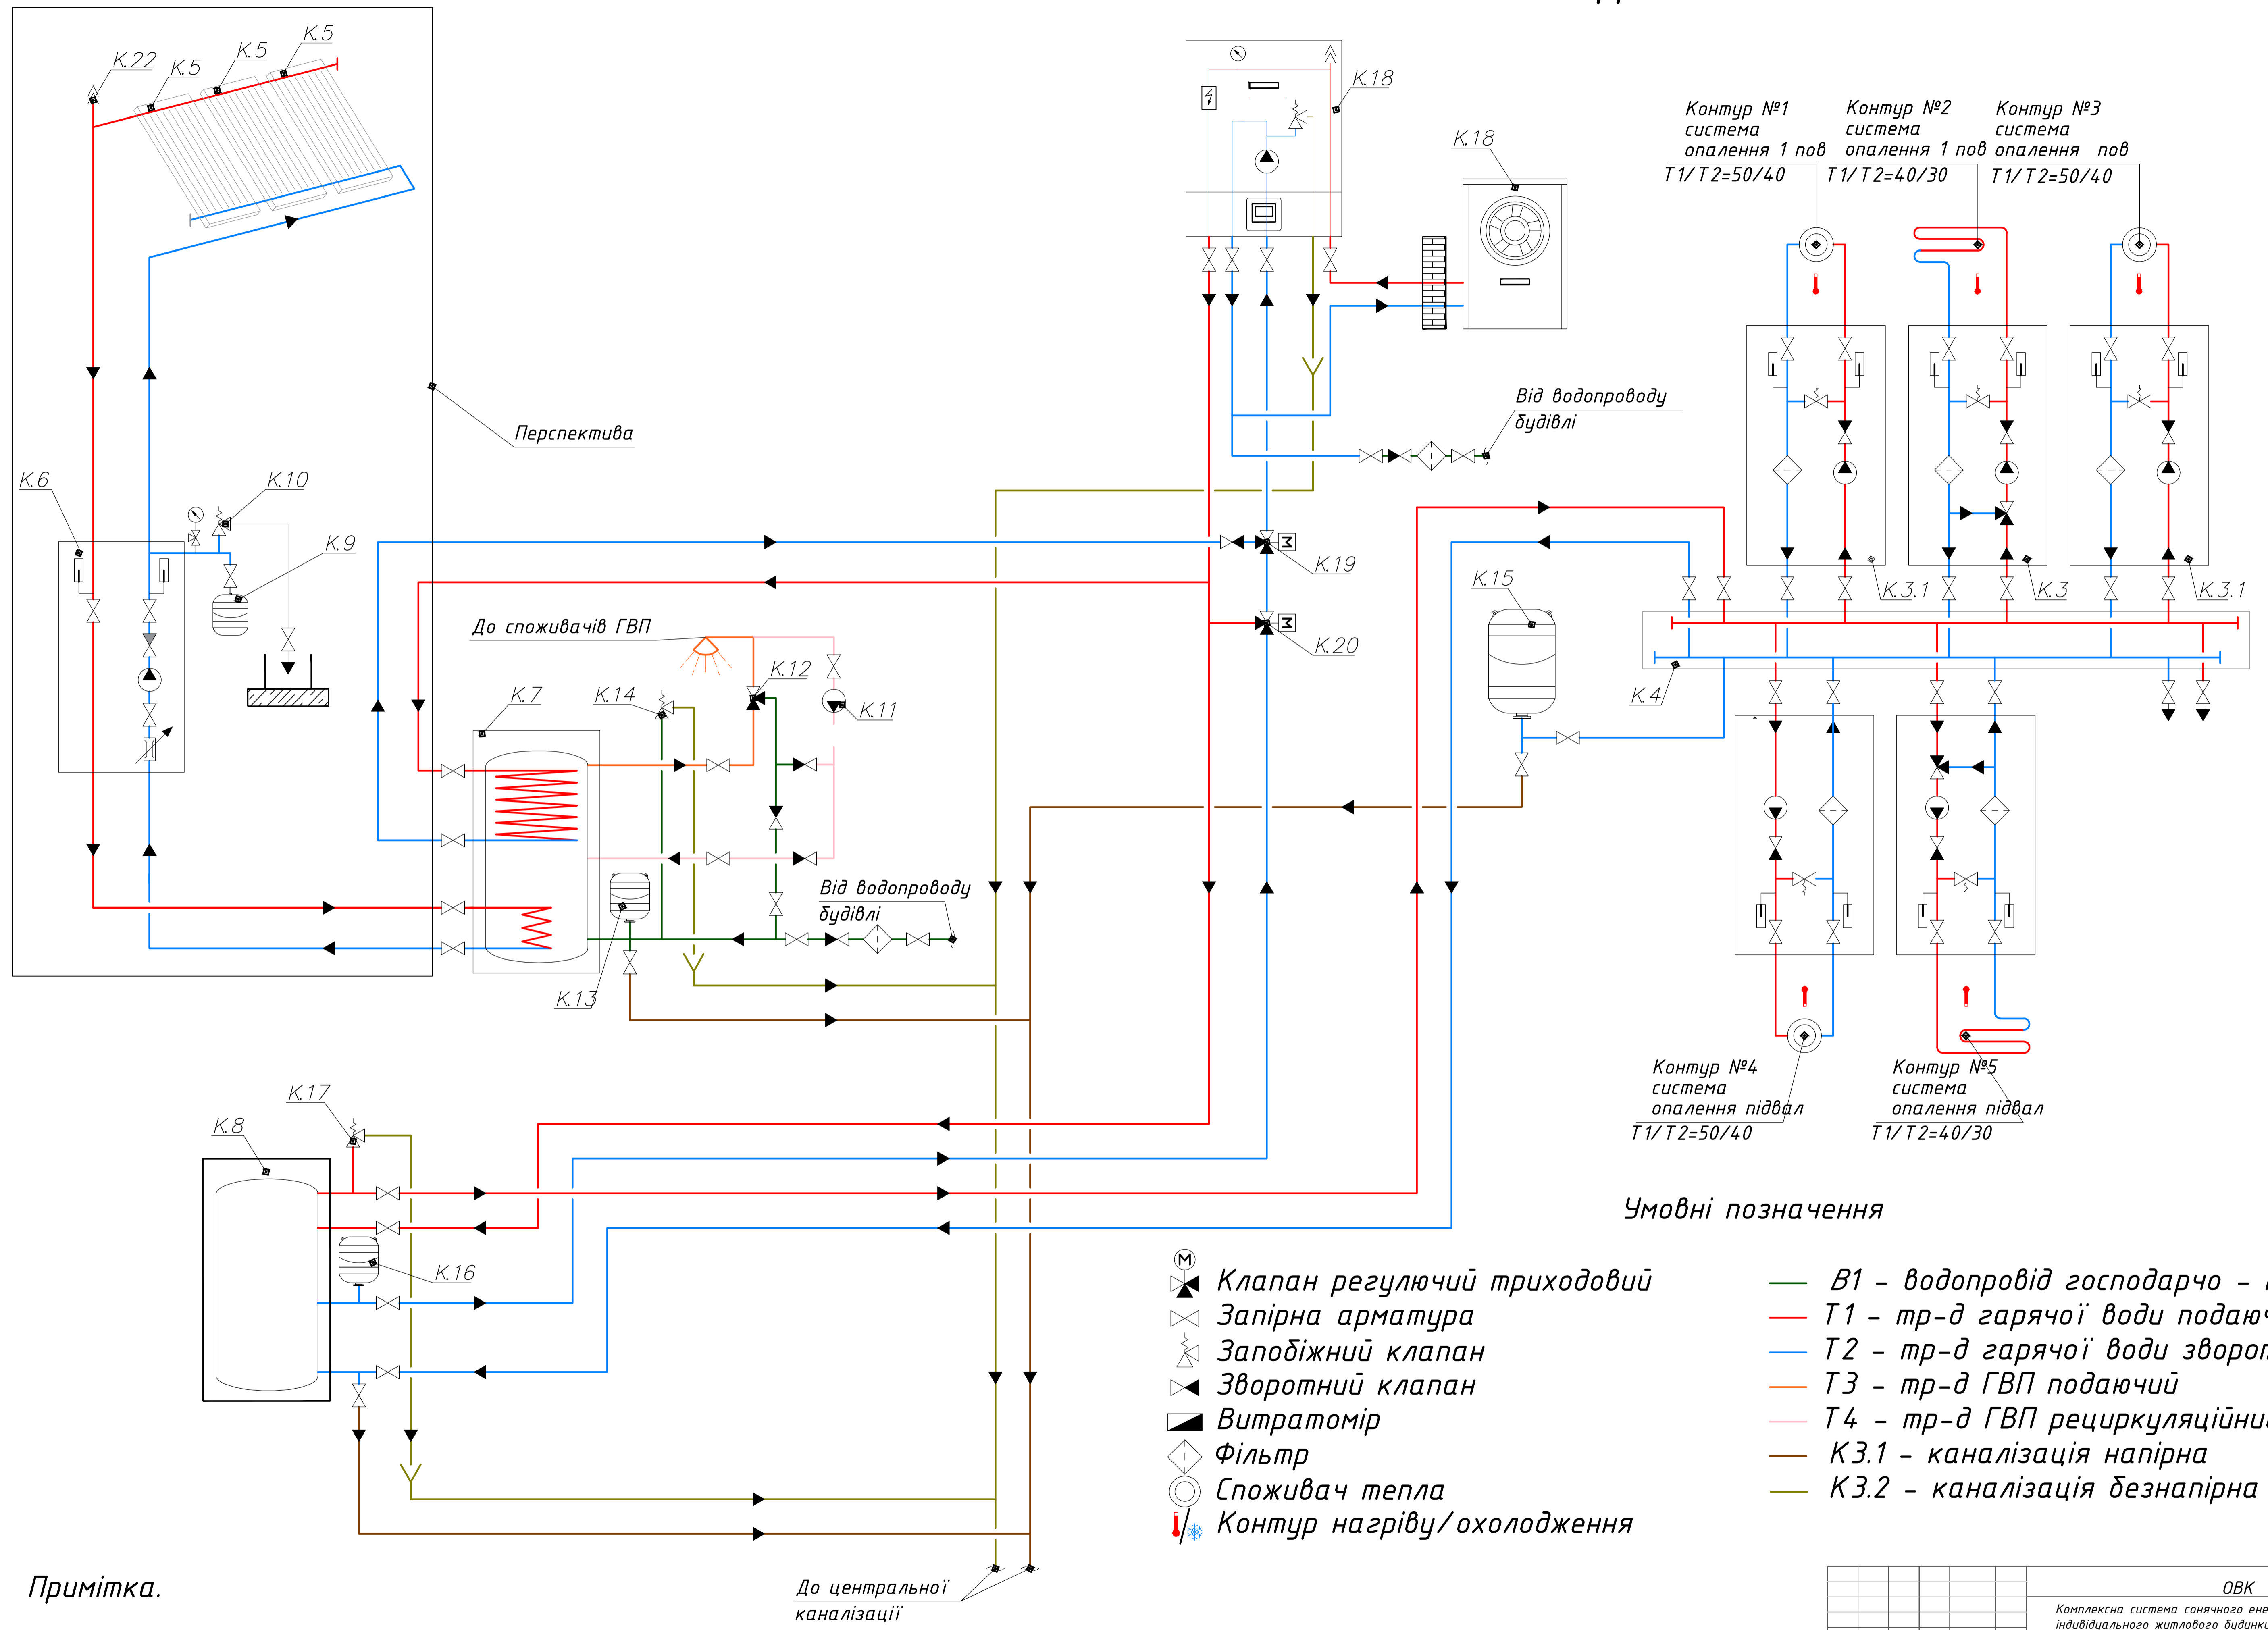 К.22
К.5
К.5
К.5
К.18
К.18
Контур №1
система
опалення 1 пов
Т1/Т2=50/40
Контур №2
система
опалення 1 пов
Т1/Т2=40/30
Контур №3
система
опалення пов
Т1/Т2=50/40
Перспектива
Від водопроводу
будівлі
К.6
К.10
К.9
М
К.19
М
К.20
К.15
К.3.1
К.3
К.3.1
До споживачів ГВП
К.12
К.14
К.7
К.11
К.4
Від водопроводу
будівлі
К.13
Контур №4
система
опалення підвал
Т1/Т2=50/40
Контур №5
система
опалення підвал
Т1/Т2=40/30
К.17
К.8
К.16
Умовні позначення
М
Клапан регулючий триходовий
Запірна арматура
Запобіжний клапан
Зворотний клапан
Витратомір
Фільтр
Споживач тепла
Контур нагріву/охолодження
В1 - водопровід господарчо -
Т1 - тр-д гарячої води
Т2 - тр-д гарячої води
Т3 - тр-д ГВП подаючий
Т4 - тр-д ГВП
К3.1 - каналізація напірна
К3.2 - каналізація безнапірна
Примітка.
До центральної
каналізації
ОВК
Комплексна система сонячного
індивідуального житлового